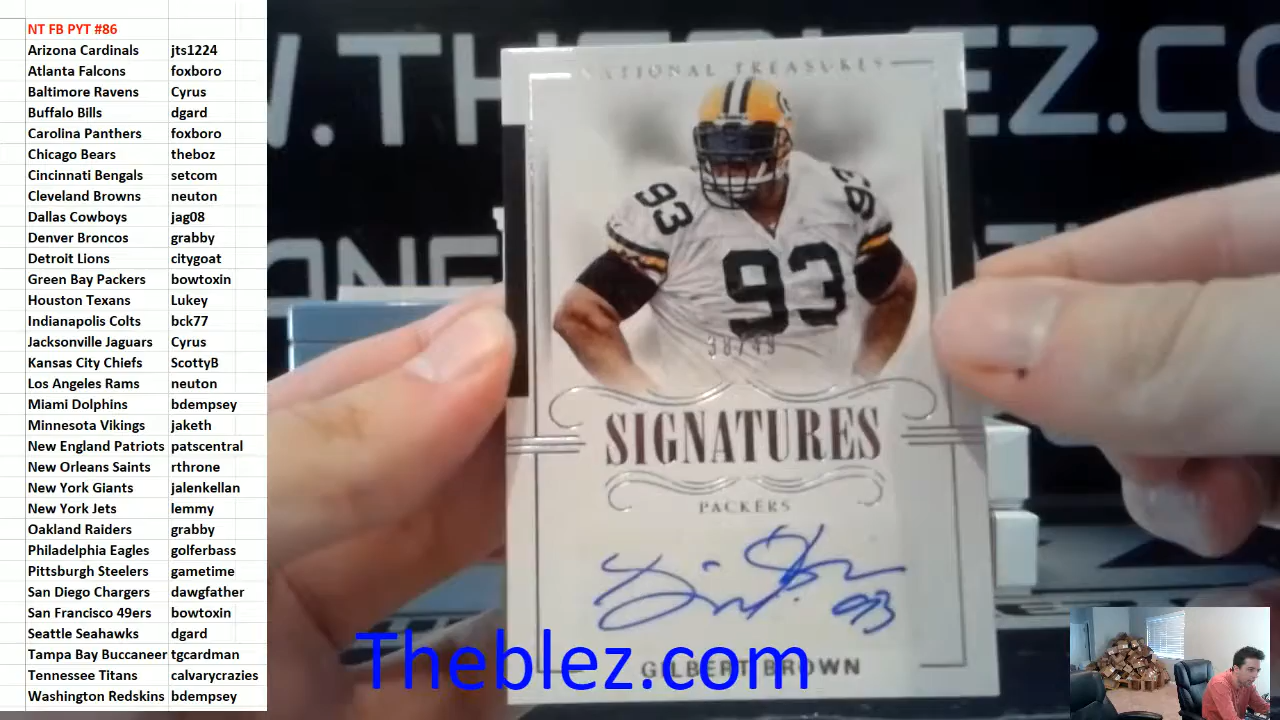 NT FB PYT #86
Arizona Cardinals jts1224
Atlanta Falcons foxboro
Baltimore Ravens Cyrus
Buffalo Bills dgard
Carolina Panthers foxboro
Chicago Bears theboz
Cincinnati Bengals setcom
Cleveland Browns neuton
Dallas Cowboys jag08
Denver Broncos grabby
Detroit Lions citygoat
Green Bay Packers bowtoxin
Houston Texans Lukey
Indianapolis Colts bck77
Jacksonville Jaguars Cyrus
Kansas City Chiefs ScottyB
Los Angeles Rams neuton
Miami Dolphins bdempsey
Minnesota Vikings jaketh
New England Patriots patscentral
New Orleans Saints rthrone
New York Giants jalenkellan
New York Jets lemmy
Oakland Raiders grabby
Philadelphia Eagles golferbass
Pittsburgh Steelers gametime
San Diego Chargers dawgfather
San Francisco 49ers bowtoxin
Seattle Seahawks dgard
Tampa Bay Buccaneer tgcardman
Tennessee Titans calvarycrazies
Washington Redskins bdempsey
NATIONAL TREASURES
93
93
93
38/49
SIGNATURES
PACKERS
93
GILBERT BROWN
Theblez.com